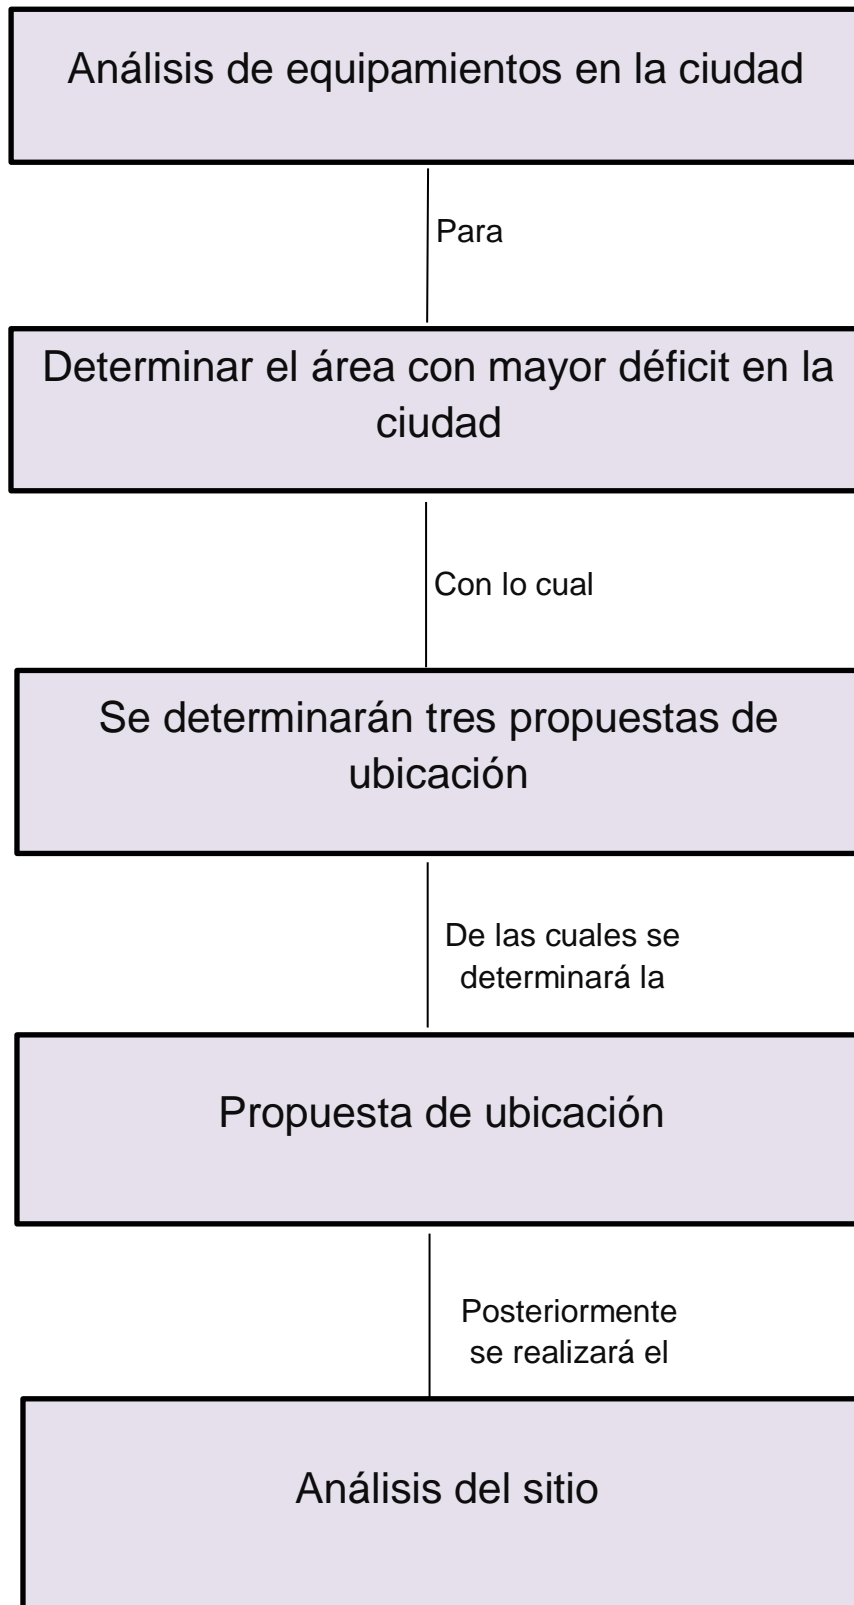 Análisis de equipamientos en la ciudad
Para
Determinar el área con mayor déficit en la
ciudad
Con lo cual
Se determinarán tres propuestas de
ubicación
De las cuales se
determinará la
Propuesta de ubicación
Posteriormente
se realizará el
Análisis del sitio